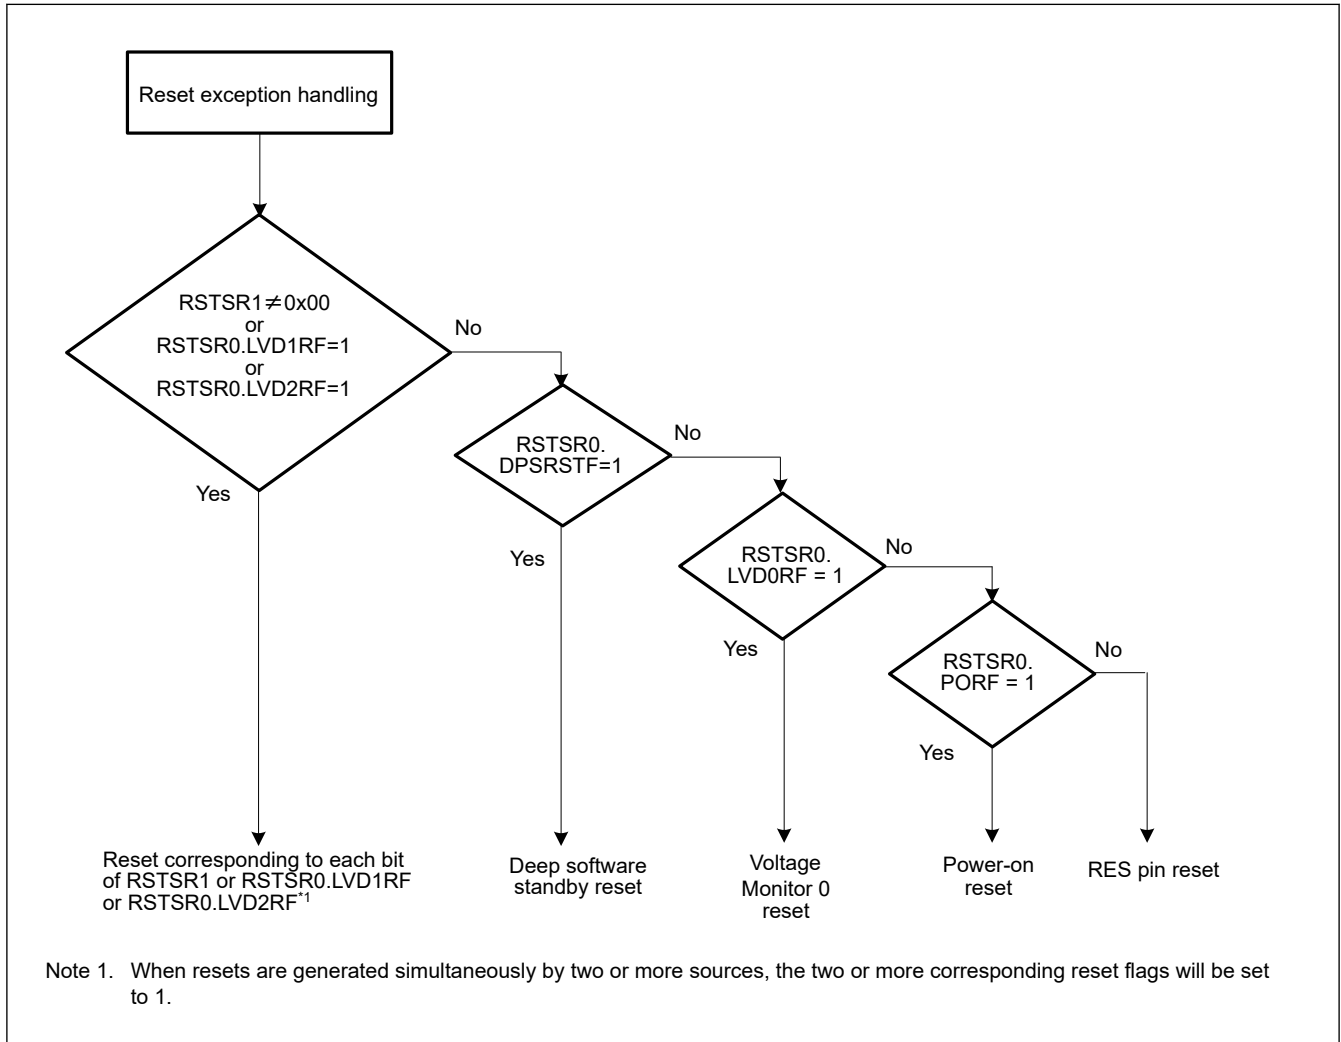 Reset exception handling
RSTSR1≠0x00
or
RSTSR0.LVD1RF=1
or
RSTSR0.LVD2RF=1
No
Yes
RSTSR0.
DPSRSTF=1
No
Yes
RSTSR0.
LVD0RF = 1
No
Yes
RSTSR0.
PORF = 1
No
Yes
Reset corresponding to each bit
of RSTSR1 or RSTSR0.LVD1RF
or RSTSR0.LVD2RF*1
Deep software
standby reset
Voltage
Monitor 0
reset
Power-on
reset
RES pin reset
Note 1. When resets are generated simultaneously by two or more sources, the two or more corresponding reset flags will be set
to 1.